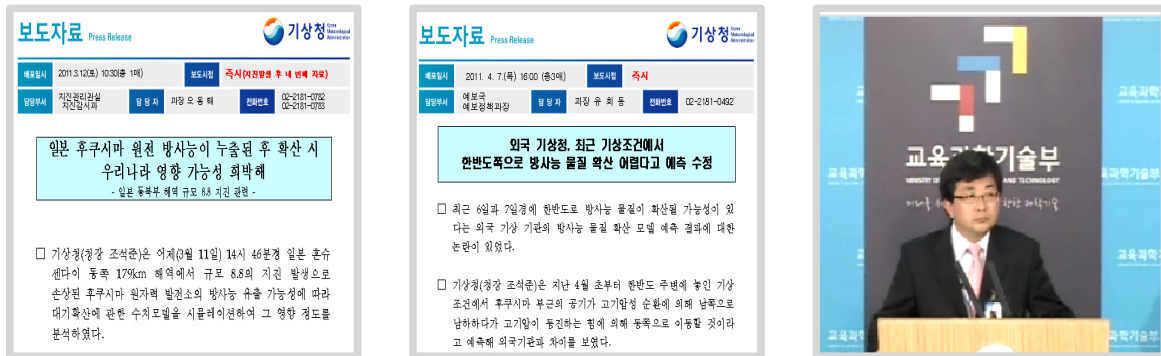 보도자료 Press Release
기상청 Korea Meteorological Administration
배포일시 2011.3.12(토) 10:30(총 1매) 보도시점 즉시(지진발생 후 네 번째 자료)
담당부서 지진관리관실 지진감시과 담 당 자 과장 오 동 해 전화번호 02-2181-0782 02-2181-0783
일본 후쿠시마 원전 방사능이 누출된 후 확산 시
우리나라 영향 가능성 희박해
- 일본 동북부 해역 규모 8.8 지진 관련 -
□ 기상청(청장 조석준)은 어제(3월 11일) 14시 46분경 일본 혼슈
센다이 동쪽 179km 해역에서 규모 8.8의 지진 발생으로
손상된 후쿠시마 원자력 발전소의 방사능 유출 가능성에 따라
대기확산에 관한 수치모델을 시뮬레이션하여 그 영향 정도를
분석하였다.
보도자료 Press Release
기상청 Korea Meteorological Administration
배포일시 2011. 4. 7.(목) 16:00 (총3매) 보도시점 즉시
담당부서 예보국 예보정책과장 담 당 자 과장 유 희 동 전화번호 02-2181-0492
외국 기상청, 최근 기상조건에서
한반도쪽으로 방사능 물질 확산 어렵다고 예측 수정
□ 최근 6일과 7일경에 한반도로 방사능 물질이 확산될 가능성이 있
다는 외국 기상 기관의 방사능 물질 확산 모델 예측 결과에 대한
논란이 있었다.
□ 기상청(청장 조석준)은 지난 4월 초부터 한반도 주변에 놓인 기상
조건에서 후쿠시마 부근의 공기가 고기압성 순환에 의해 남쪽으로
남하하다가 고기압이 동진하는 힘에 의해 동쪽으로 이동할 것이라
고 예측해 외국기관과 차이를 보였다.
교육과학기술부